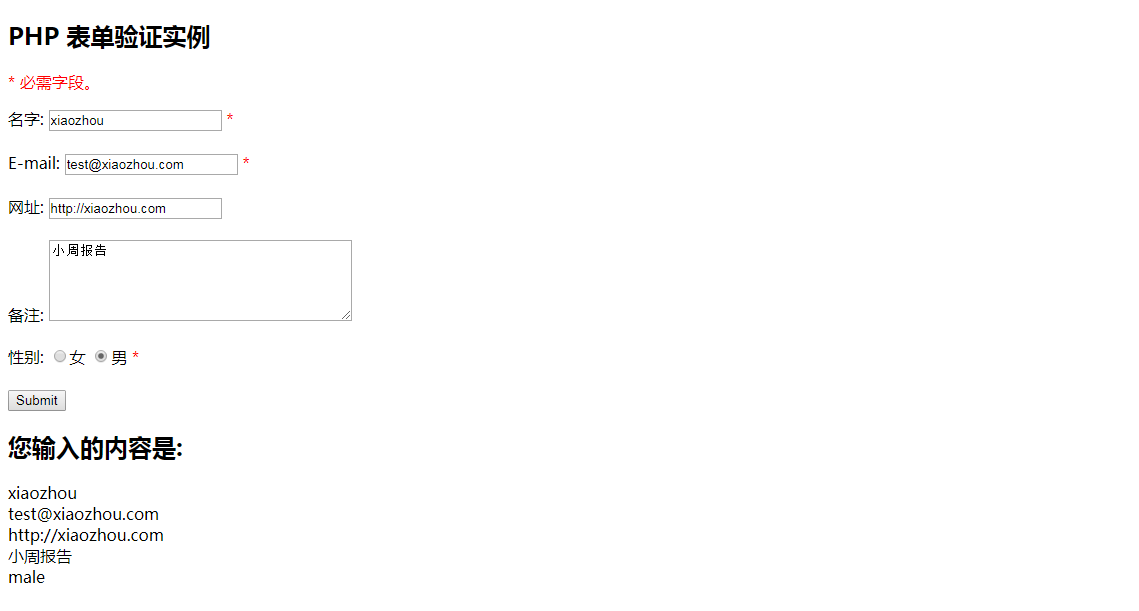 PHP 表单验证实例
* 必需字段。
名字: xiaozhou *
E-mail: test@xiaozhou.com *
网址: http://xiaozhou.com
小周报告
备注:
性别: 女 男 *
Submit
您输入的内容是:
xiaozhou
test@xiaozhou.com
http://xiaozhou.com
小周报告
male